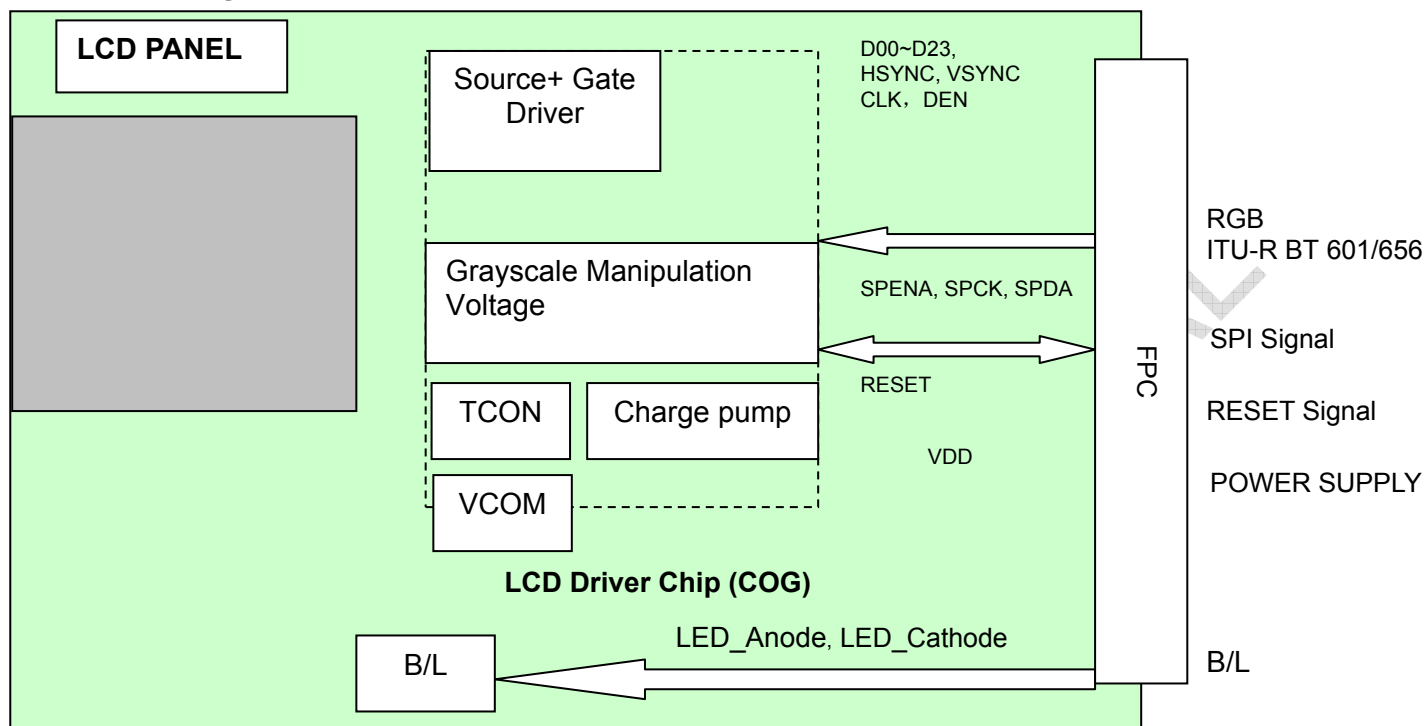 LCD PANEL
Source+ Gate
Driver
D00~D23,
HSYNC, VSYNC
CLK，DEN
RGB
ITU-R BT 601/656
Grayscale Manipulation
Voltage
SPENA, SPCK, SPDA
SPI Signal
FPC
RESET
RESET Signal
TCON
Charge pump
VDD
POWER SUPPLY
VCOM
LCD Driver Chip (COG)
LED_Anode, LED_Cathode
B/L
B/L